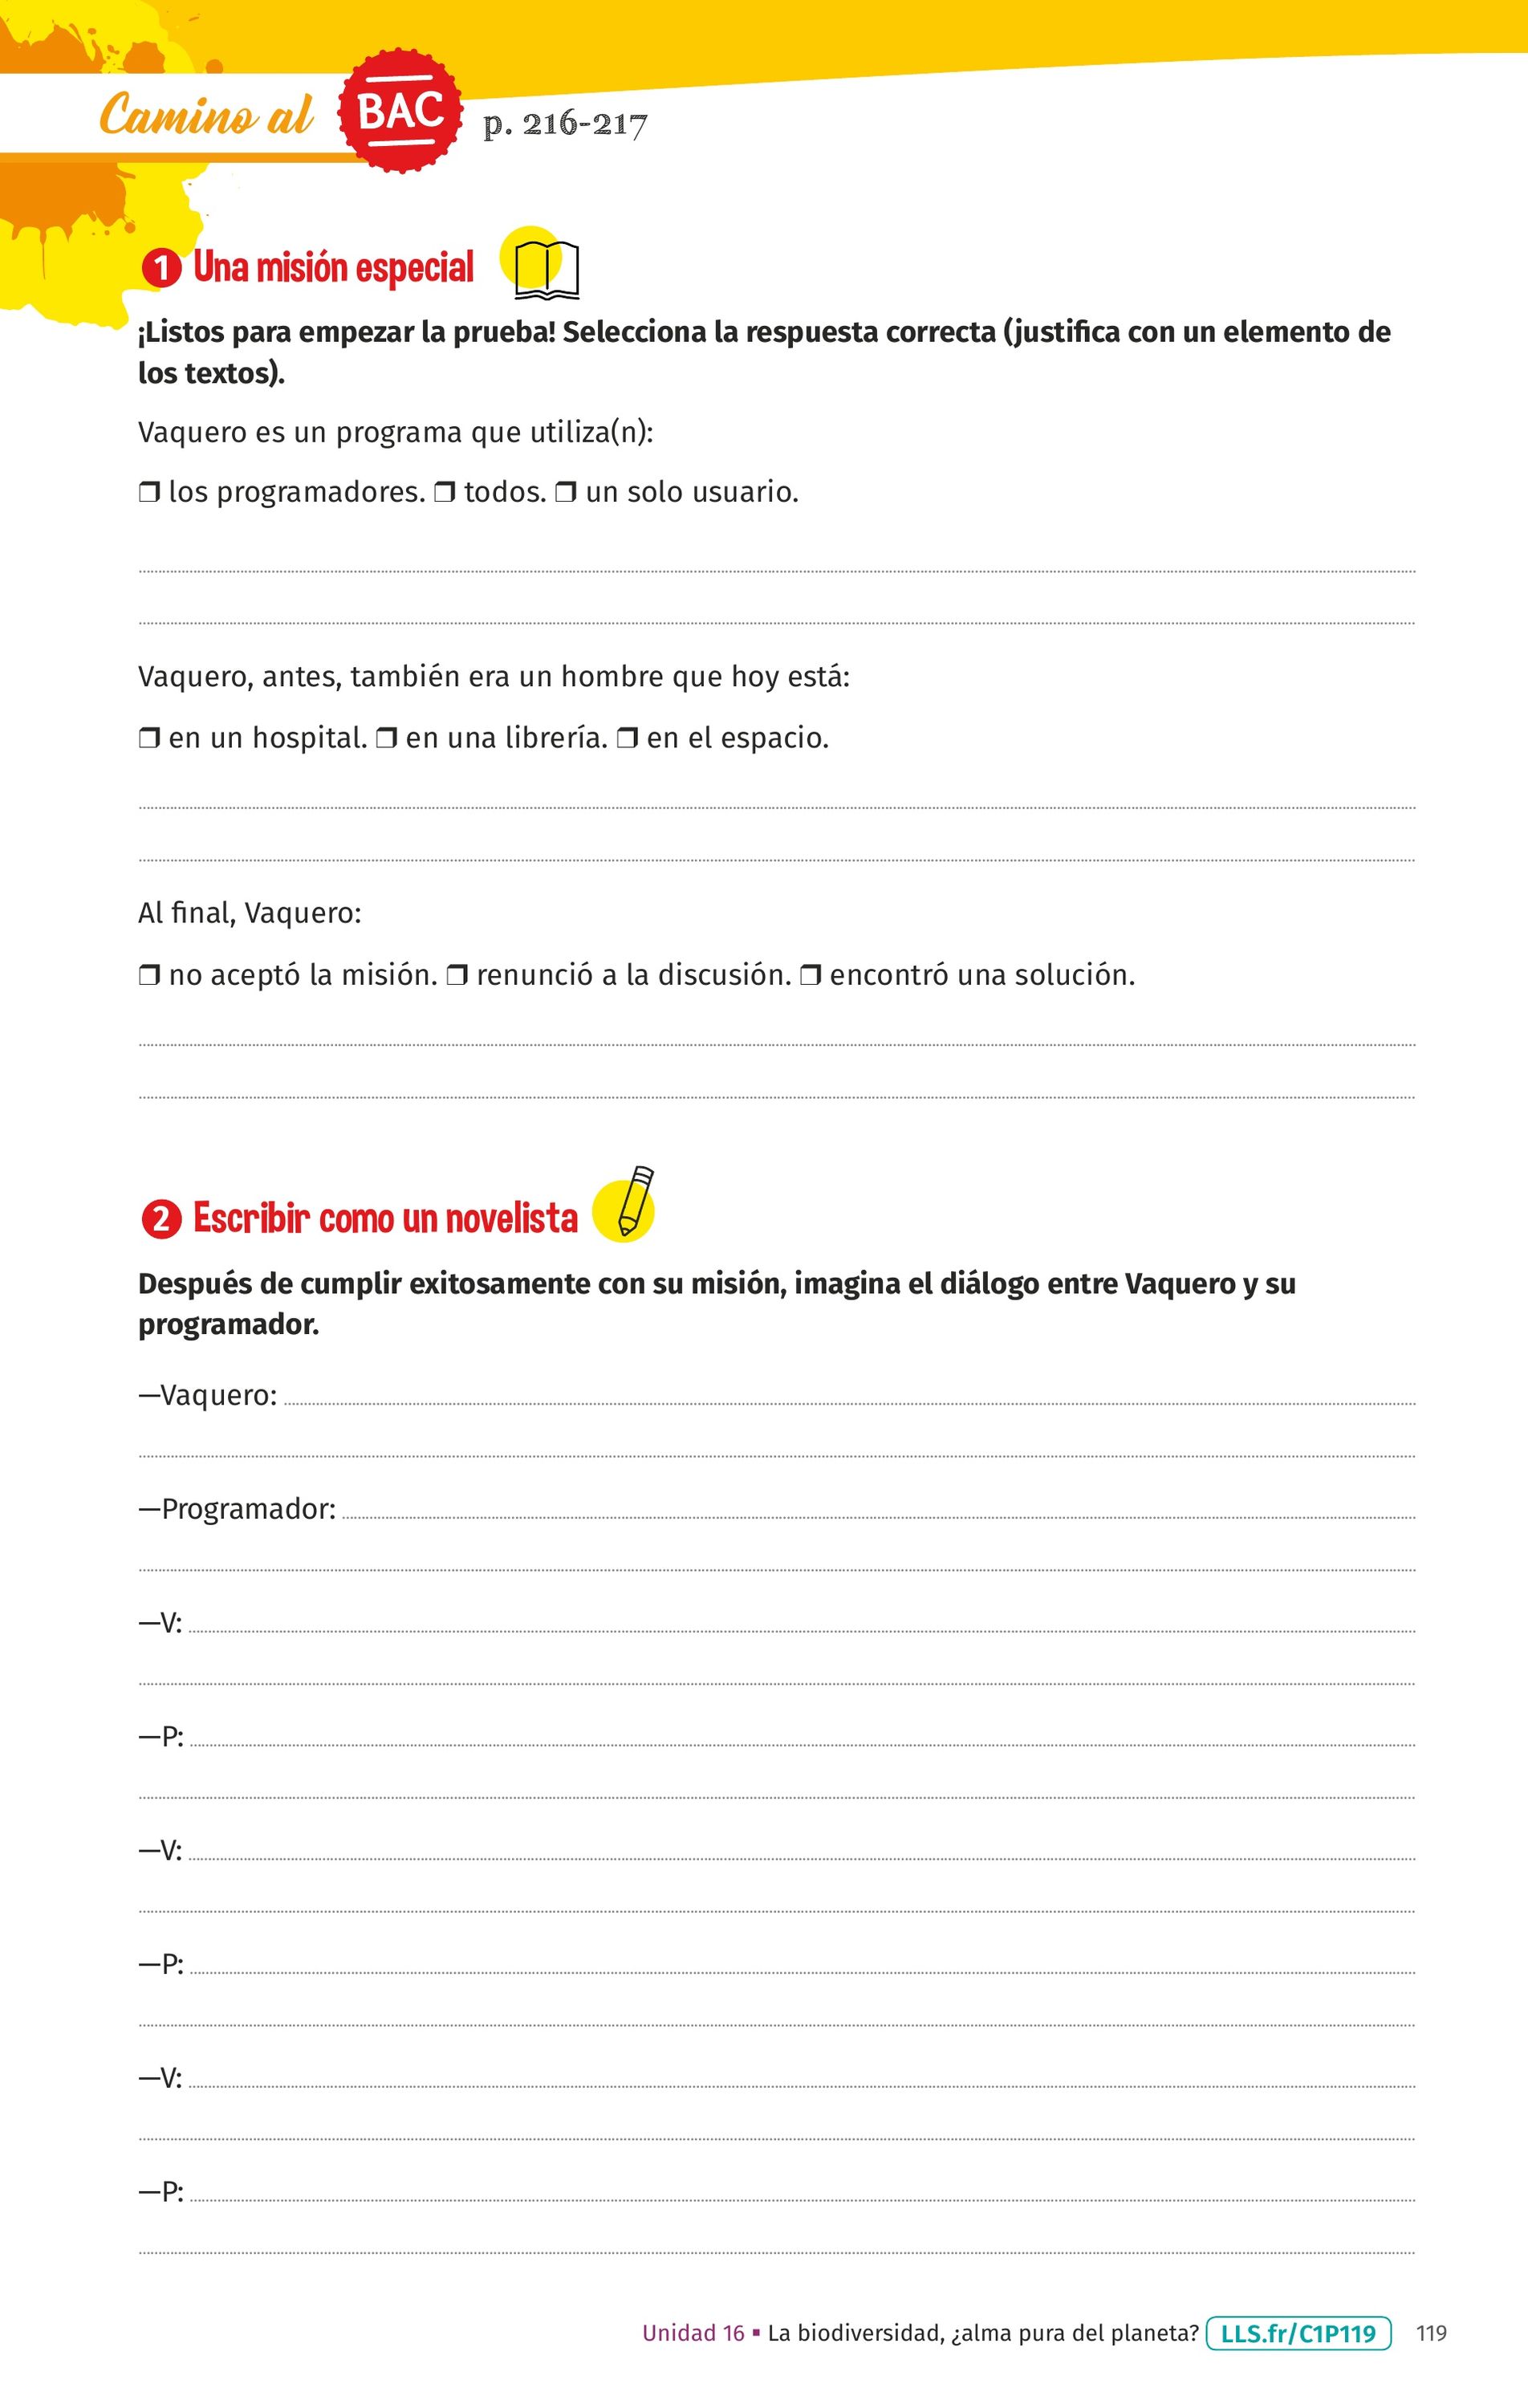 Camino al BAC p. 216-217
1 Una misión especial
¡Listos para empezar la prueba! Selecciona la respuesta correcta (justifica con un elemento de
los textos).
Vaquero es un programa que utiliza(n):
❒ los programadores. ❒ todos. ❒ un solo usuario.
Vaquero, antes, también era un hombre que hoy está:
❒ en un hospital. ❒ en una librería. ❒ en el espacio.
Al final, Vaquero:
❒ no aceptó la misión. ❒ renunció a la discusión. ❒ encontró una solución.
2 Escribir como un novelista
Después de cumplir exitosamente con su misión, imagina el diálogo entre Vaquero y su
programador.
—Vaquero:
—Programador:
—V:
—P:
—V:
—P:
—V:
—P:
Unidad 16 ▪ La biodiversidad, ¿alma pura del planeta? LLS.fr/C1P119 119